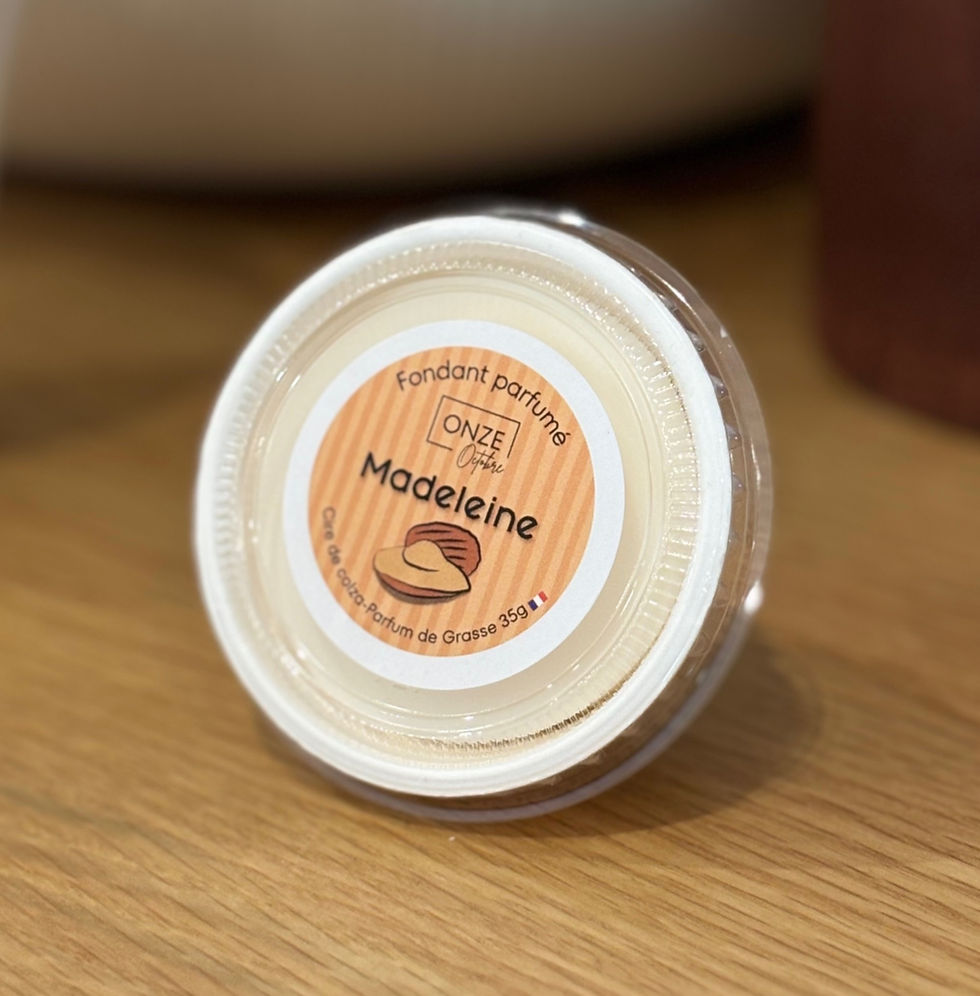 Fondant parfumé
ONZE
Octobre
Madeleine
Cire de colza-Parfum de Grasse 35g